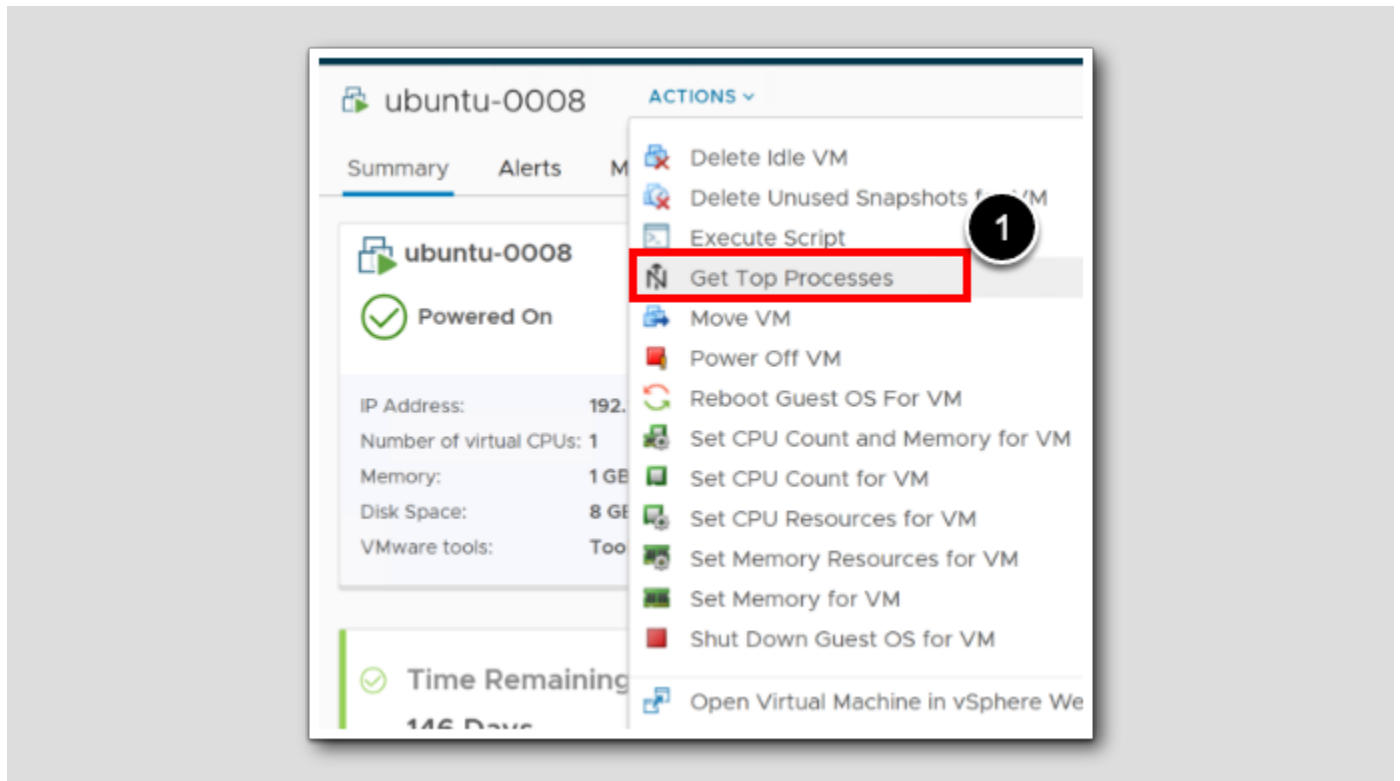 ubuntu-0008 ACTIONS
Summary Alerts M
Delete Idle VM
Delete Unused Snapshots for VM
Execute Script
1
Get Top Processes
Move VM
Power Off VM
Reboot Guest OS For VM
Set CPU Count and Memory for VM
Set CPU Count for VM
Set CPU Resources for VM
Set Memory Resources for VM
Set Memory for VM
Shut Down Guest OS for VM
Open Virtual Machine in vSphere We
ubuntu-0008
Powered On
IP Address: 192.
Number of virtual CPUs: 1
Memory: 1 GB
Disk Space: 8 GB
VMware tools: Too
Time Remaining
146 Days